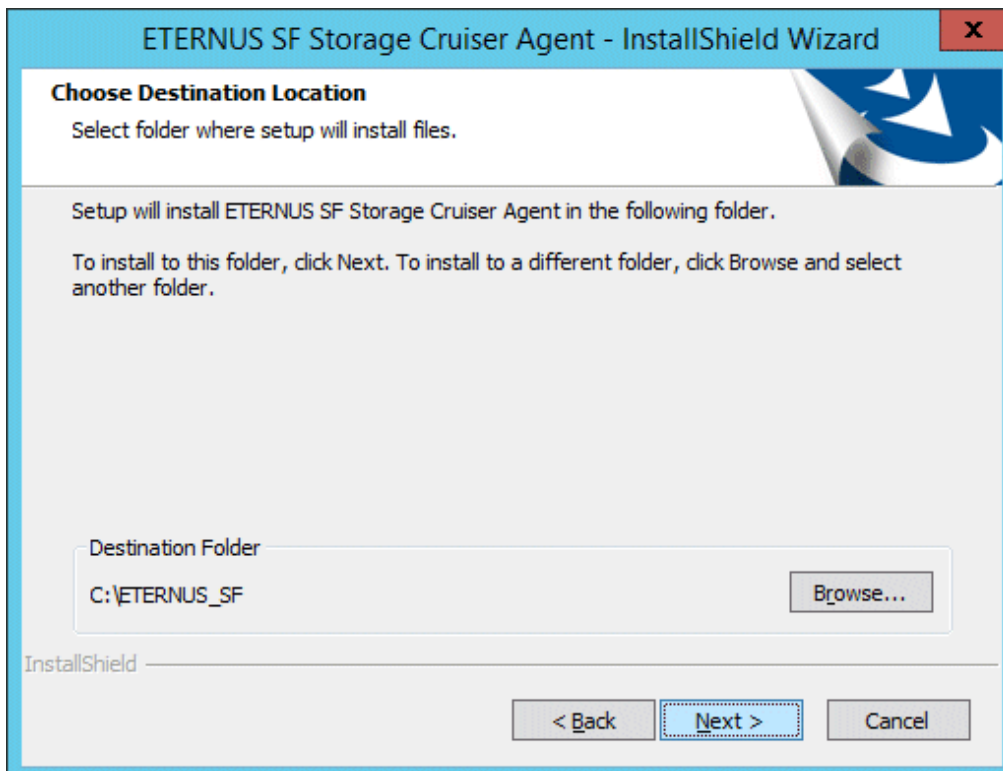 ETERNUS SF Storage Cruiser Agent - InstallShield Wizard
x
Choose Destination Location
Select folder where setup will install files.
Setup will install ETERNUS SF Storage Cruiser Agent in the following folder.
To install to this folder, click Next. To install to a different folder, click Browse and select
another folder.
Destination Folder
C:\ETERNUS_SF
Browse...
InstallShield
< Back
Next >
Cancel